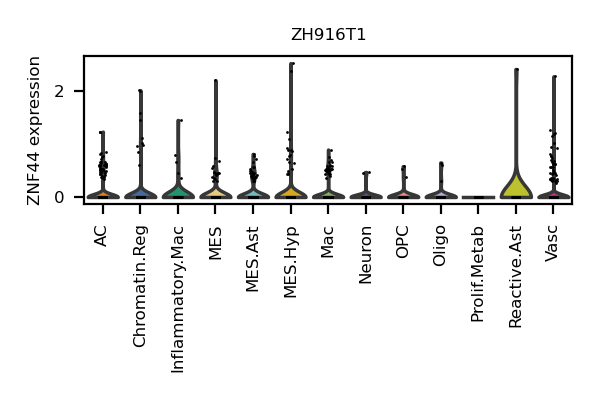 ZH916T1
ZNF44 expression
2
0
AC
Chromatin.Reg
Inflammatory.Mac
MES
MES.Ast
MES.Hyp
Mac
Neuron
OPC
Oligo
Prolif.Metab
Reactive.Ast
Vasc